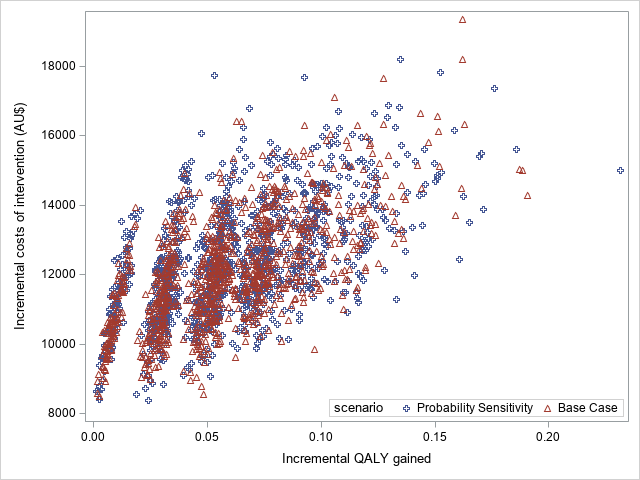 18000
16000
14000
12000
10000
8000
Incremental costs of intervention (AU$)
scenario Probability Sensitivity Base Case
0.00 0.05 0.10 0.15 0.20
Incremental QALY gained